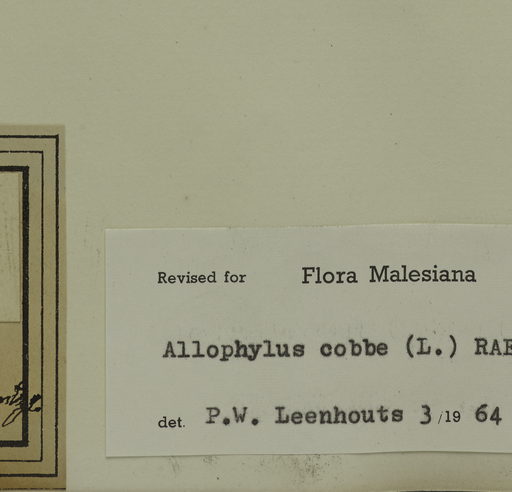 Revised for Flora Malesiana
Allophylus cobbe (L.) RAE
det. P.W. Leenhouts 3/19 64